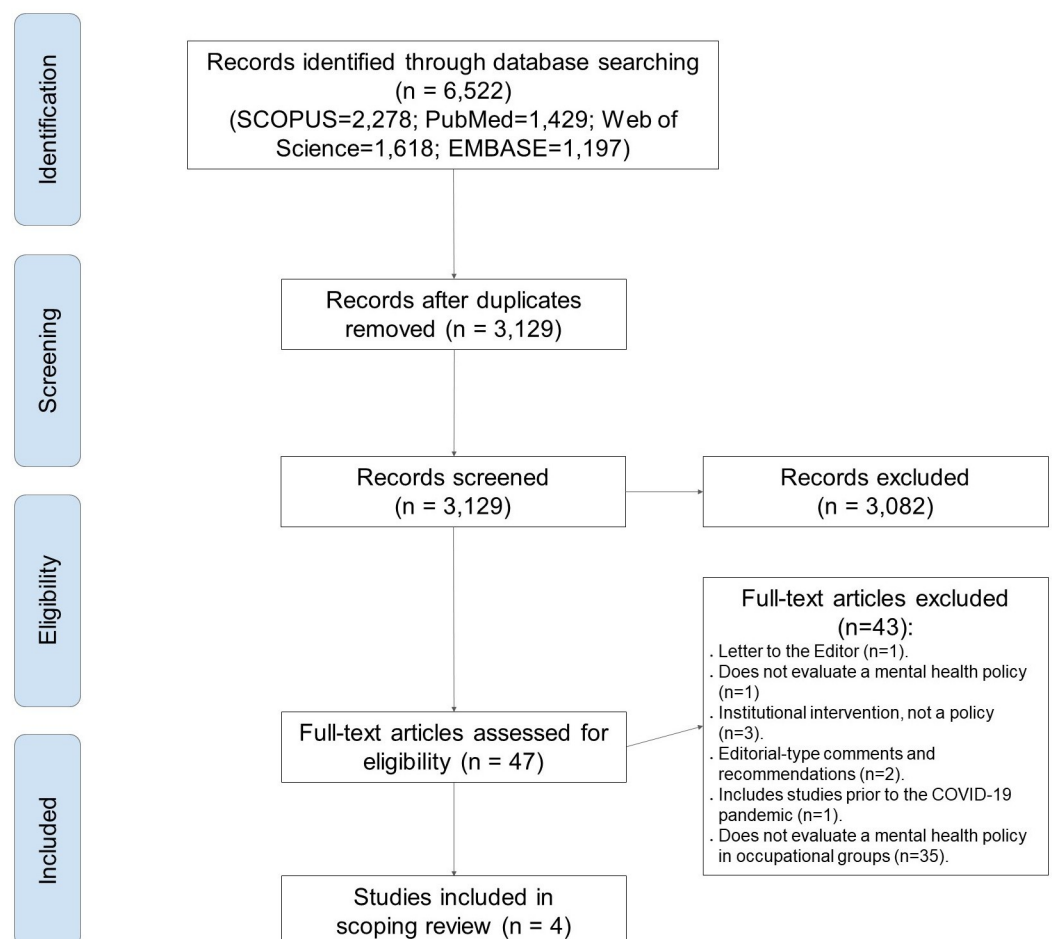 Identification
Records identified through database searching
(n = 6,522)
(SCOPUS=2,278; PubMed=1,429; Web of
Science=1,618; EMBASE=1,197)
Screening
Records after duplicates
removed (n = 3,129)
Records screened
(n = 3,129)
Records excluded
(n = 3,082)
Eligibility
Full-text articles assessed for
eligibility (n = 47)
Full-text articles excluded
(n=43):
. Letter to the Editor (n=1).
. Does not evaluate a mental health policy
(n=1)
. Institutional intervention, not a policy
(n=3).
. Editorial-type comments and
recommendations (n=2).
. Includes studies prior to the COVID-19
pandemic (n=1).
. Does not evaluate a mental health policy
in occupational groups (n=35).
Included
Studies included in
scoping review (n = 4)